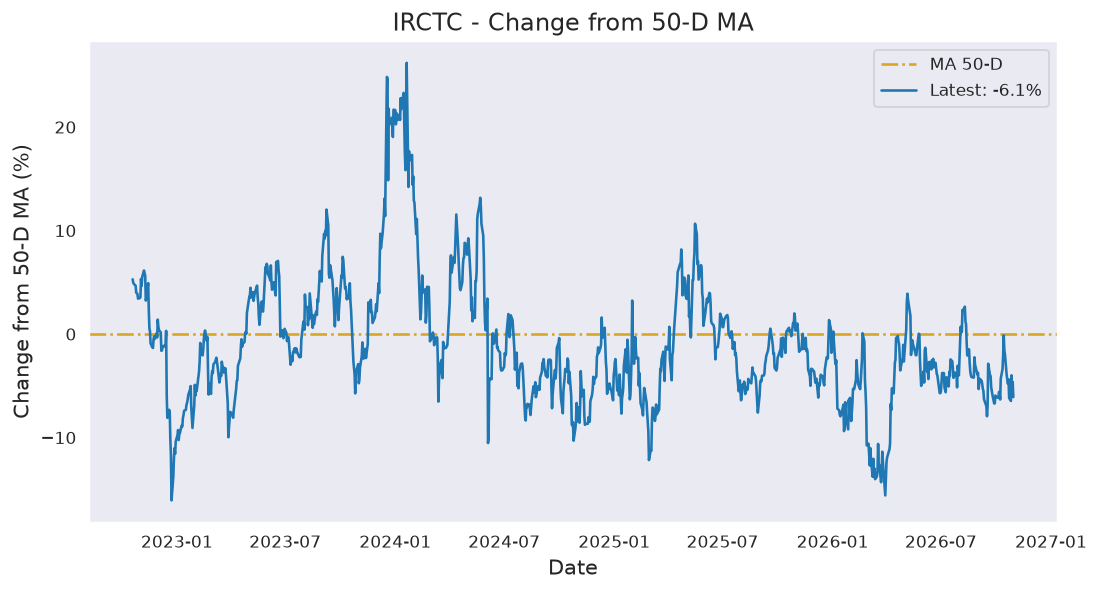 IRCTC - Change from 50-D MA
MA 50-D
Latest: -6.1%
Change from 50-D MA (%)
20
10
0
−10
2023-01 2023-07 2024-01 2024-07 2025-01 2025-07 2026-01 2026-07 2027-01
Date